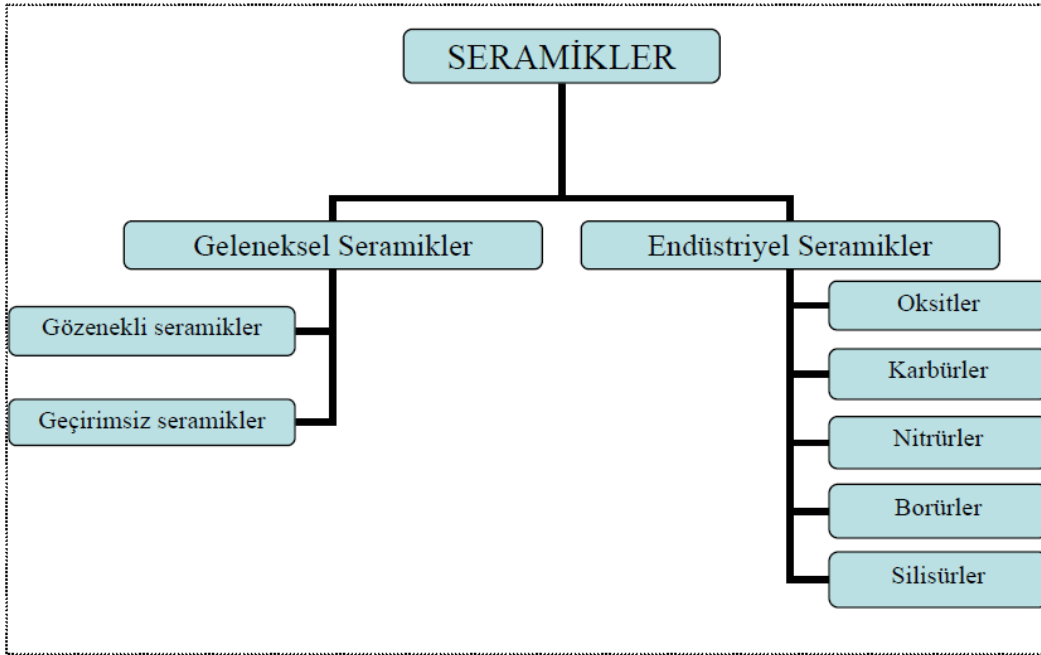 SERAMİKLER
Geleneksel Seramikler
Gözenekli seramikler
Geçirimsiz seramikler
Endüstriyel Seramikler
Oksitler
Karbürler
Nitrürler
Borürler
Silisürler